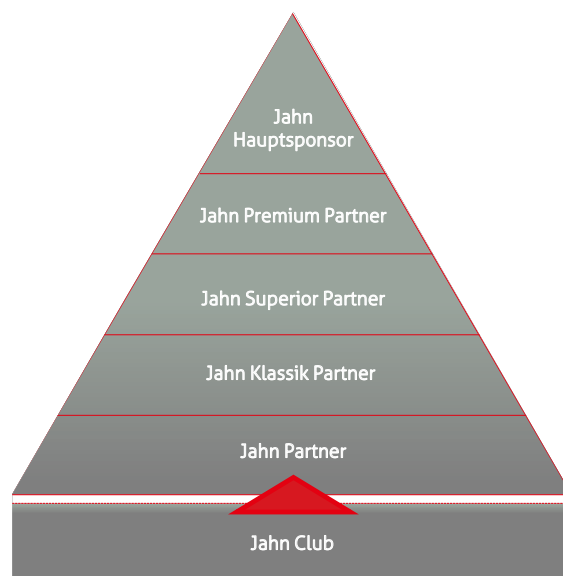 Jahn
Hauptsponsor
Jahn Premium Partner
Jahn Superior Partner
Jahn Klassik Partner
Jahn Partner
Jahn Club